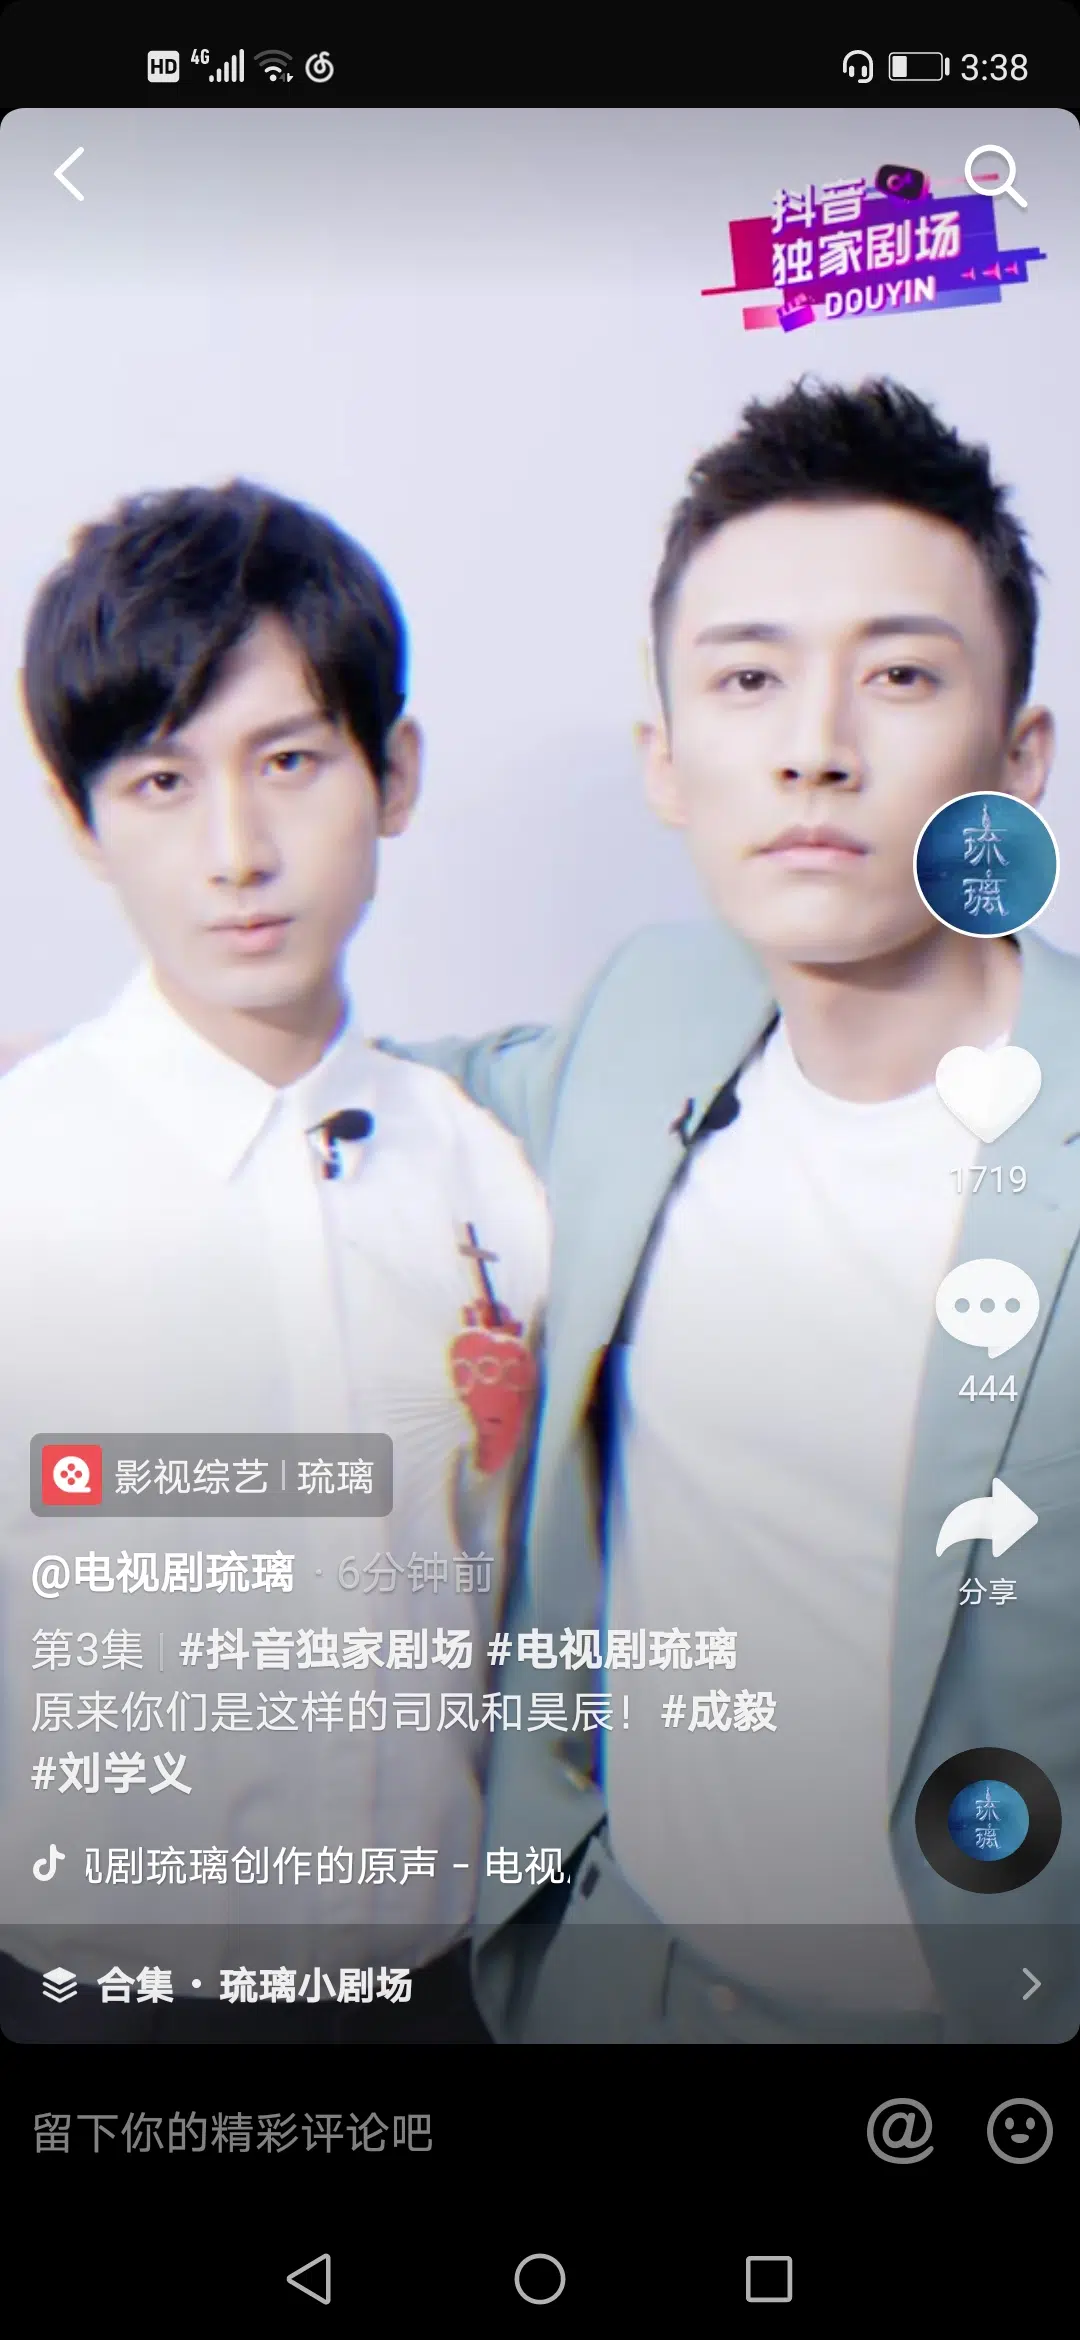 HD 4G 3:38
抖音
独家剧场
DOUYIN
琉
璃
1719
444
分享
影视综艺 | 琉璃
@电视剧琉璃 · 6分钟前
第3集 | #抖音独家剧场 #电视剧琉璃
原来你们是这样的司凤和昊辰！#成毅
#刘学义
剧琉璃创作的原声 - 电视
琉
璃
合集 · 琉璃小剧场
留下你的精彩评论吧